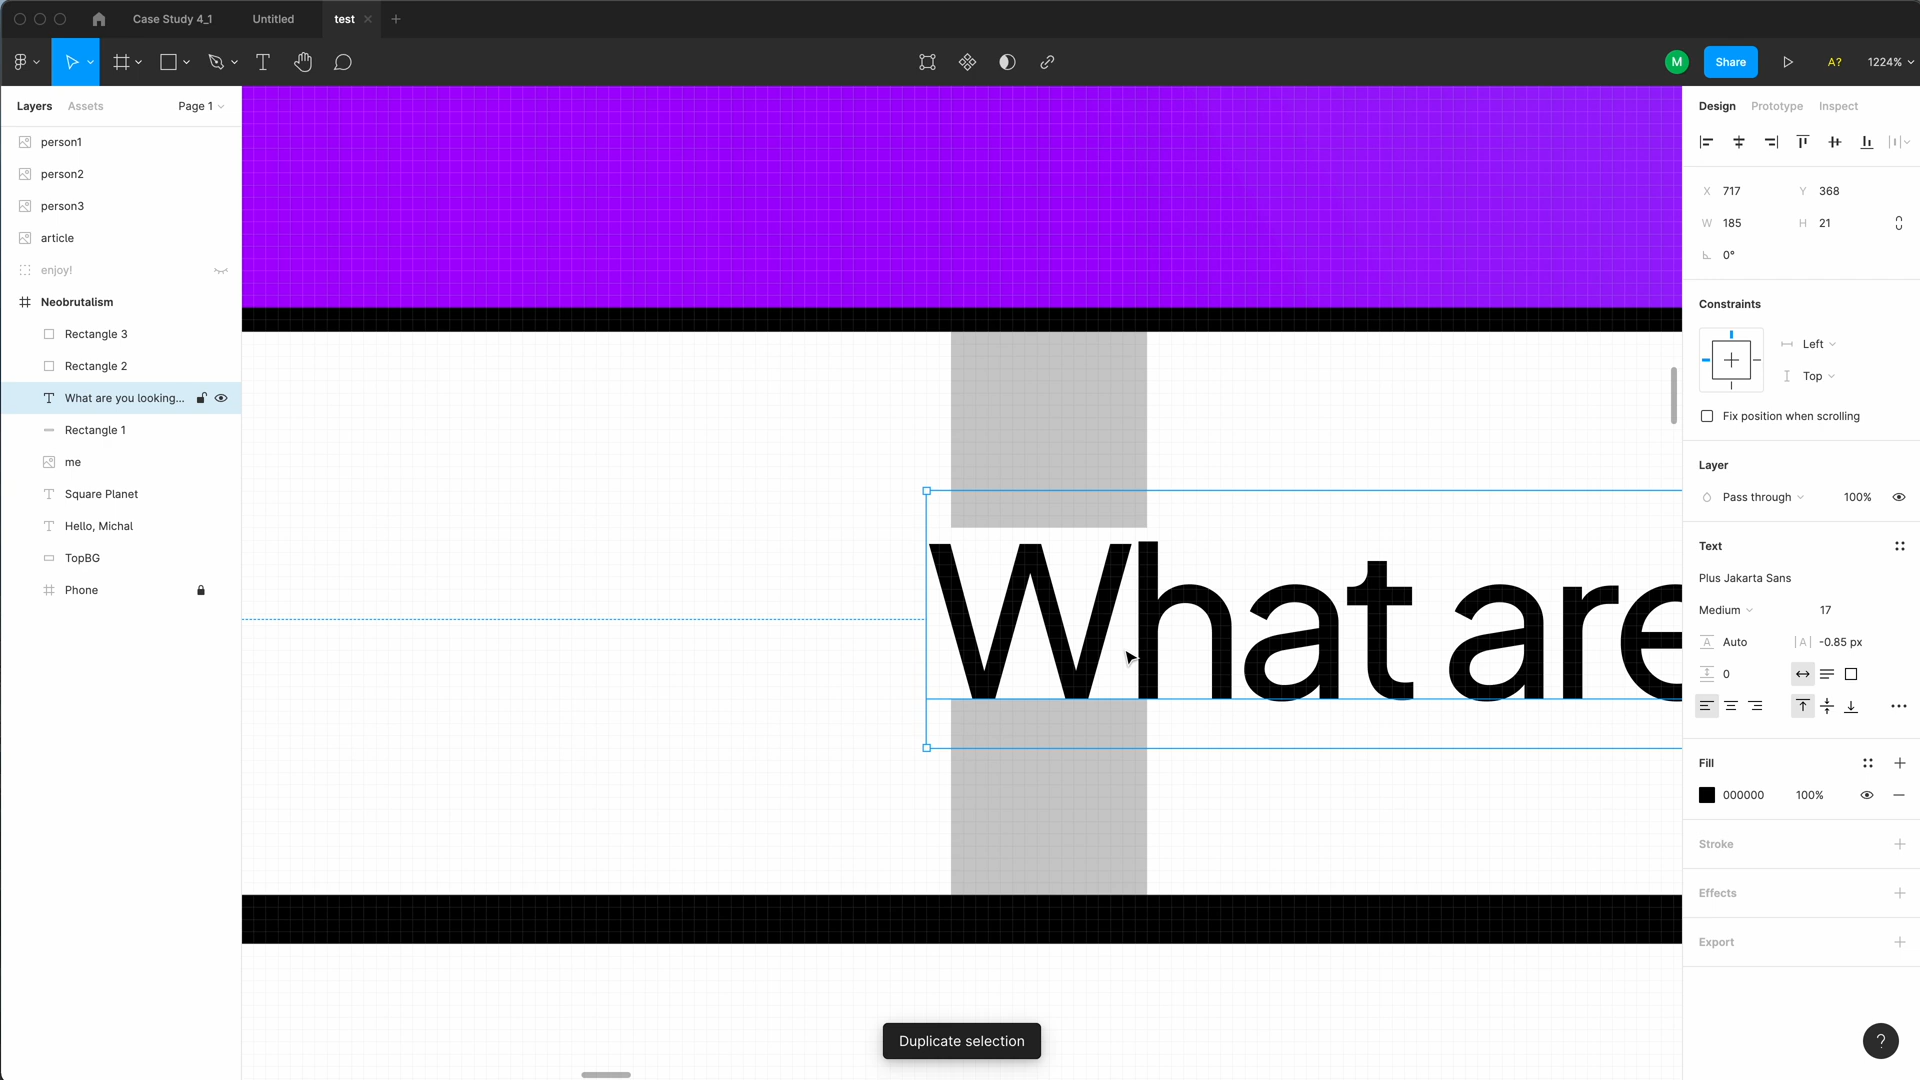 Case Study 4_1
Untitled
test
M
Share
A?
1224%
Layers
Assets
Page 1
person1
person2
person3
article
enjoy!
Neobrutalism
Rectangle 3
Rectangle 2
What are you looking...
Rectangle 1
me
Square Planet
Hello, Michal
TopBG
Phone
What are
Duplicate selection
Design
Prototype
Inspect
X 717
Y 368
W 185
H 21
0°
Constraints
Left
Top
Fix position when scrolling
Layer
Pass through
100%
Text
Plus Jakarta Sans
Medium
17
A Auto
|A| -0.85 px
0
Fill
000000
100%
Stroke
Effects
Export
?